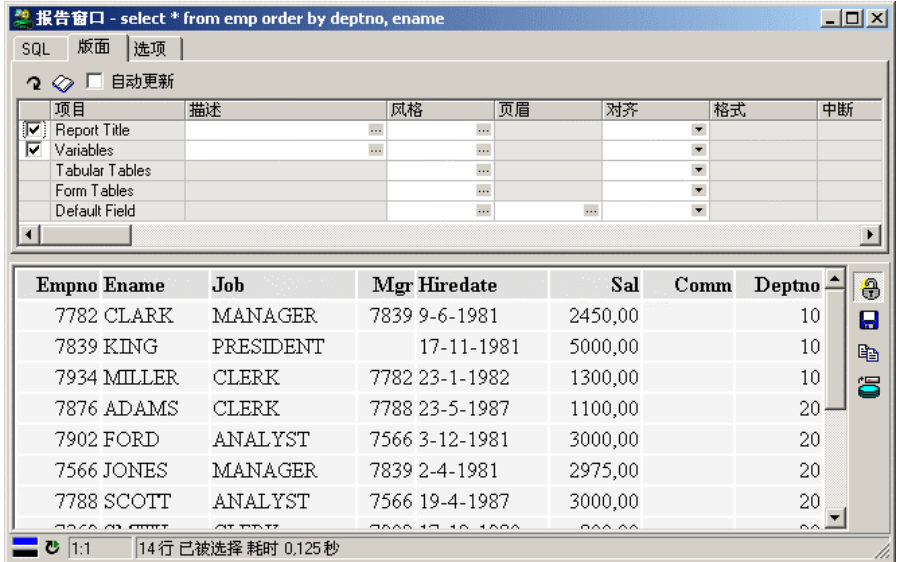 报告窗口 - select * from emp order by deptno, ename
SQL 版面 选项
自动更新
项目 描述 风格 页眉 对齐 格式 中断
Report Title
Variables
Tabular Tables
Form Tables
Default Field
Empno Ename Job Mgr Hiredate Sal Comm Deptno
7782 CLARK MANAGER 7839 9-6-1981 2450,00 10
7839 KING PRESIDENT 17-11-1981 5000,00 10
7934 MILLER CLERK 7782 23-1-1982 1300,00 10
7876 ADAMS CLERK 7788 23-5-1987 1100,00 20
7902 FORD ANALYST 7566 3-12-1981 3000,00 20
7566 JONES MANAGER 7839 2-4-1981 2975,00 20
7788 SCOTT ANALYST 7566 19-4-1987 3000,00 20
1:1 14行 已被选择 耗时 0,125秒